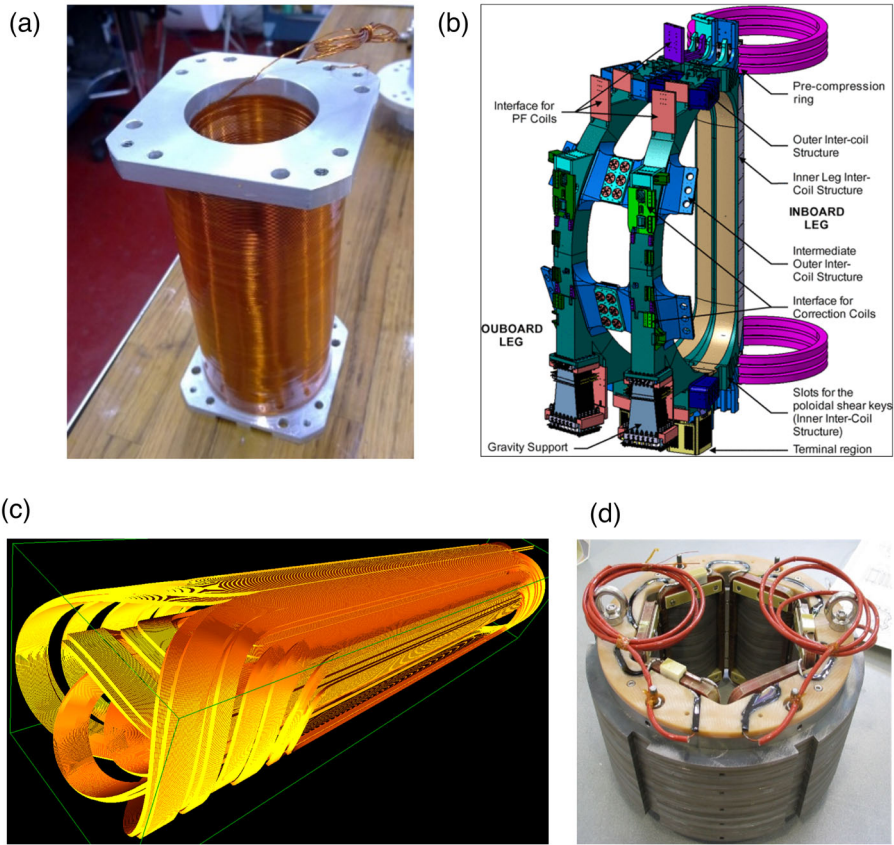 (a)
(b)
Interface for
PF Coils
Pre-compression
ring
Outer Inter-coil
Structure
Inner Leg Inter-
Coil Structure
INBOARD
LEG
Intermediate
Outer Inter-
Coil Structure
Interface for
Correction Coils
OUBOARD
LEG
Slots for the
poloidal shear keys
(Inner Inter-Coil
Structure)
Gravity Support
Terminal region
(c)
(d)